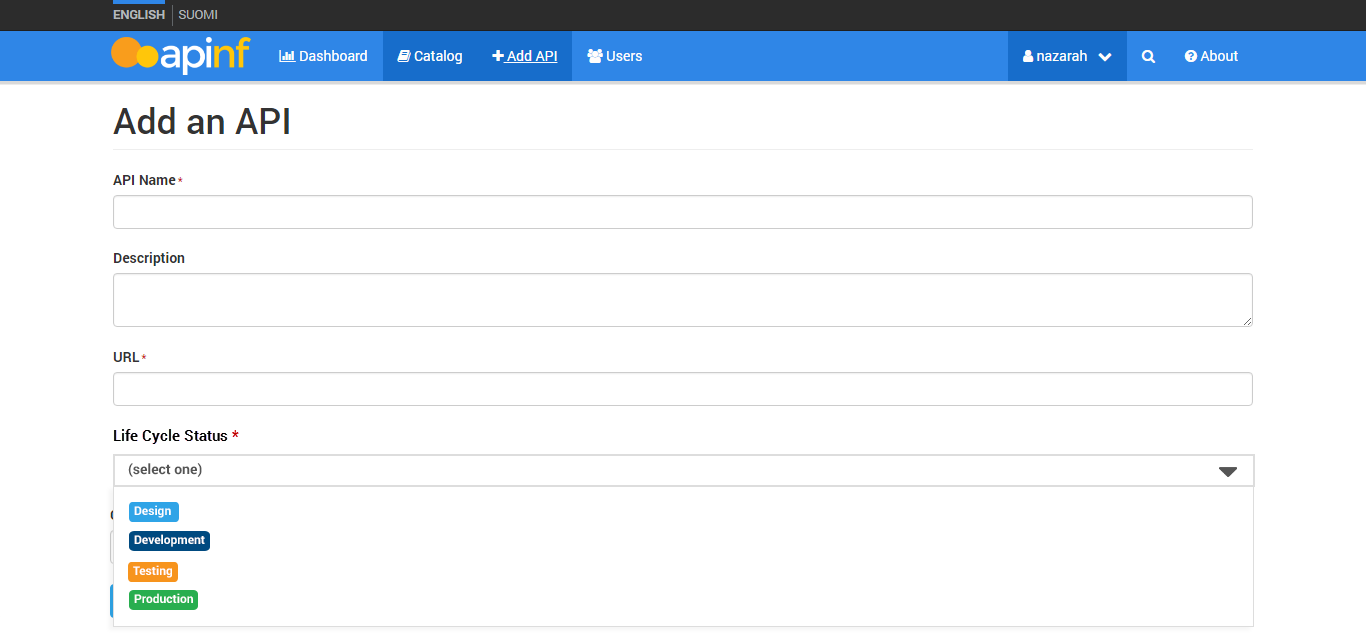 ENGLISH SUOMI
apinf Dashboard Catalog Add API Users nazarah About
Add an API
API Name*
Description
URL*
Life Cycle Status *
(select one)
Design
Development
Testing
Production